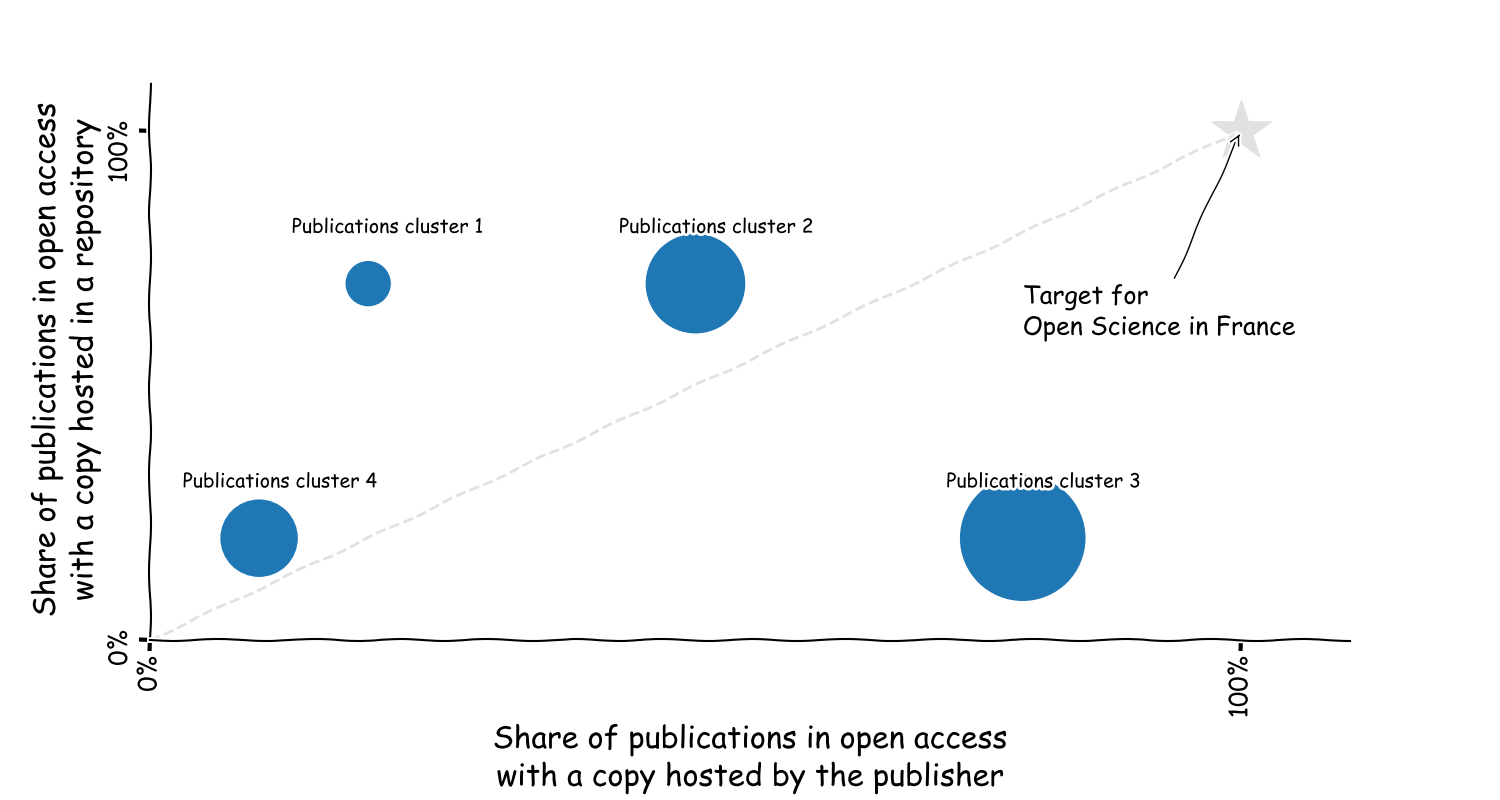 Share of publications in open access
with a copy hosted in a repository
100%
0%
Publications cluster 1
Publications cluster 2
Target for
Open Science in France
Publications cluster 4
Publications cluster 3
0%
100%
Share of publications in open access
with a copy hosted by the publisher